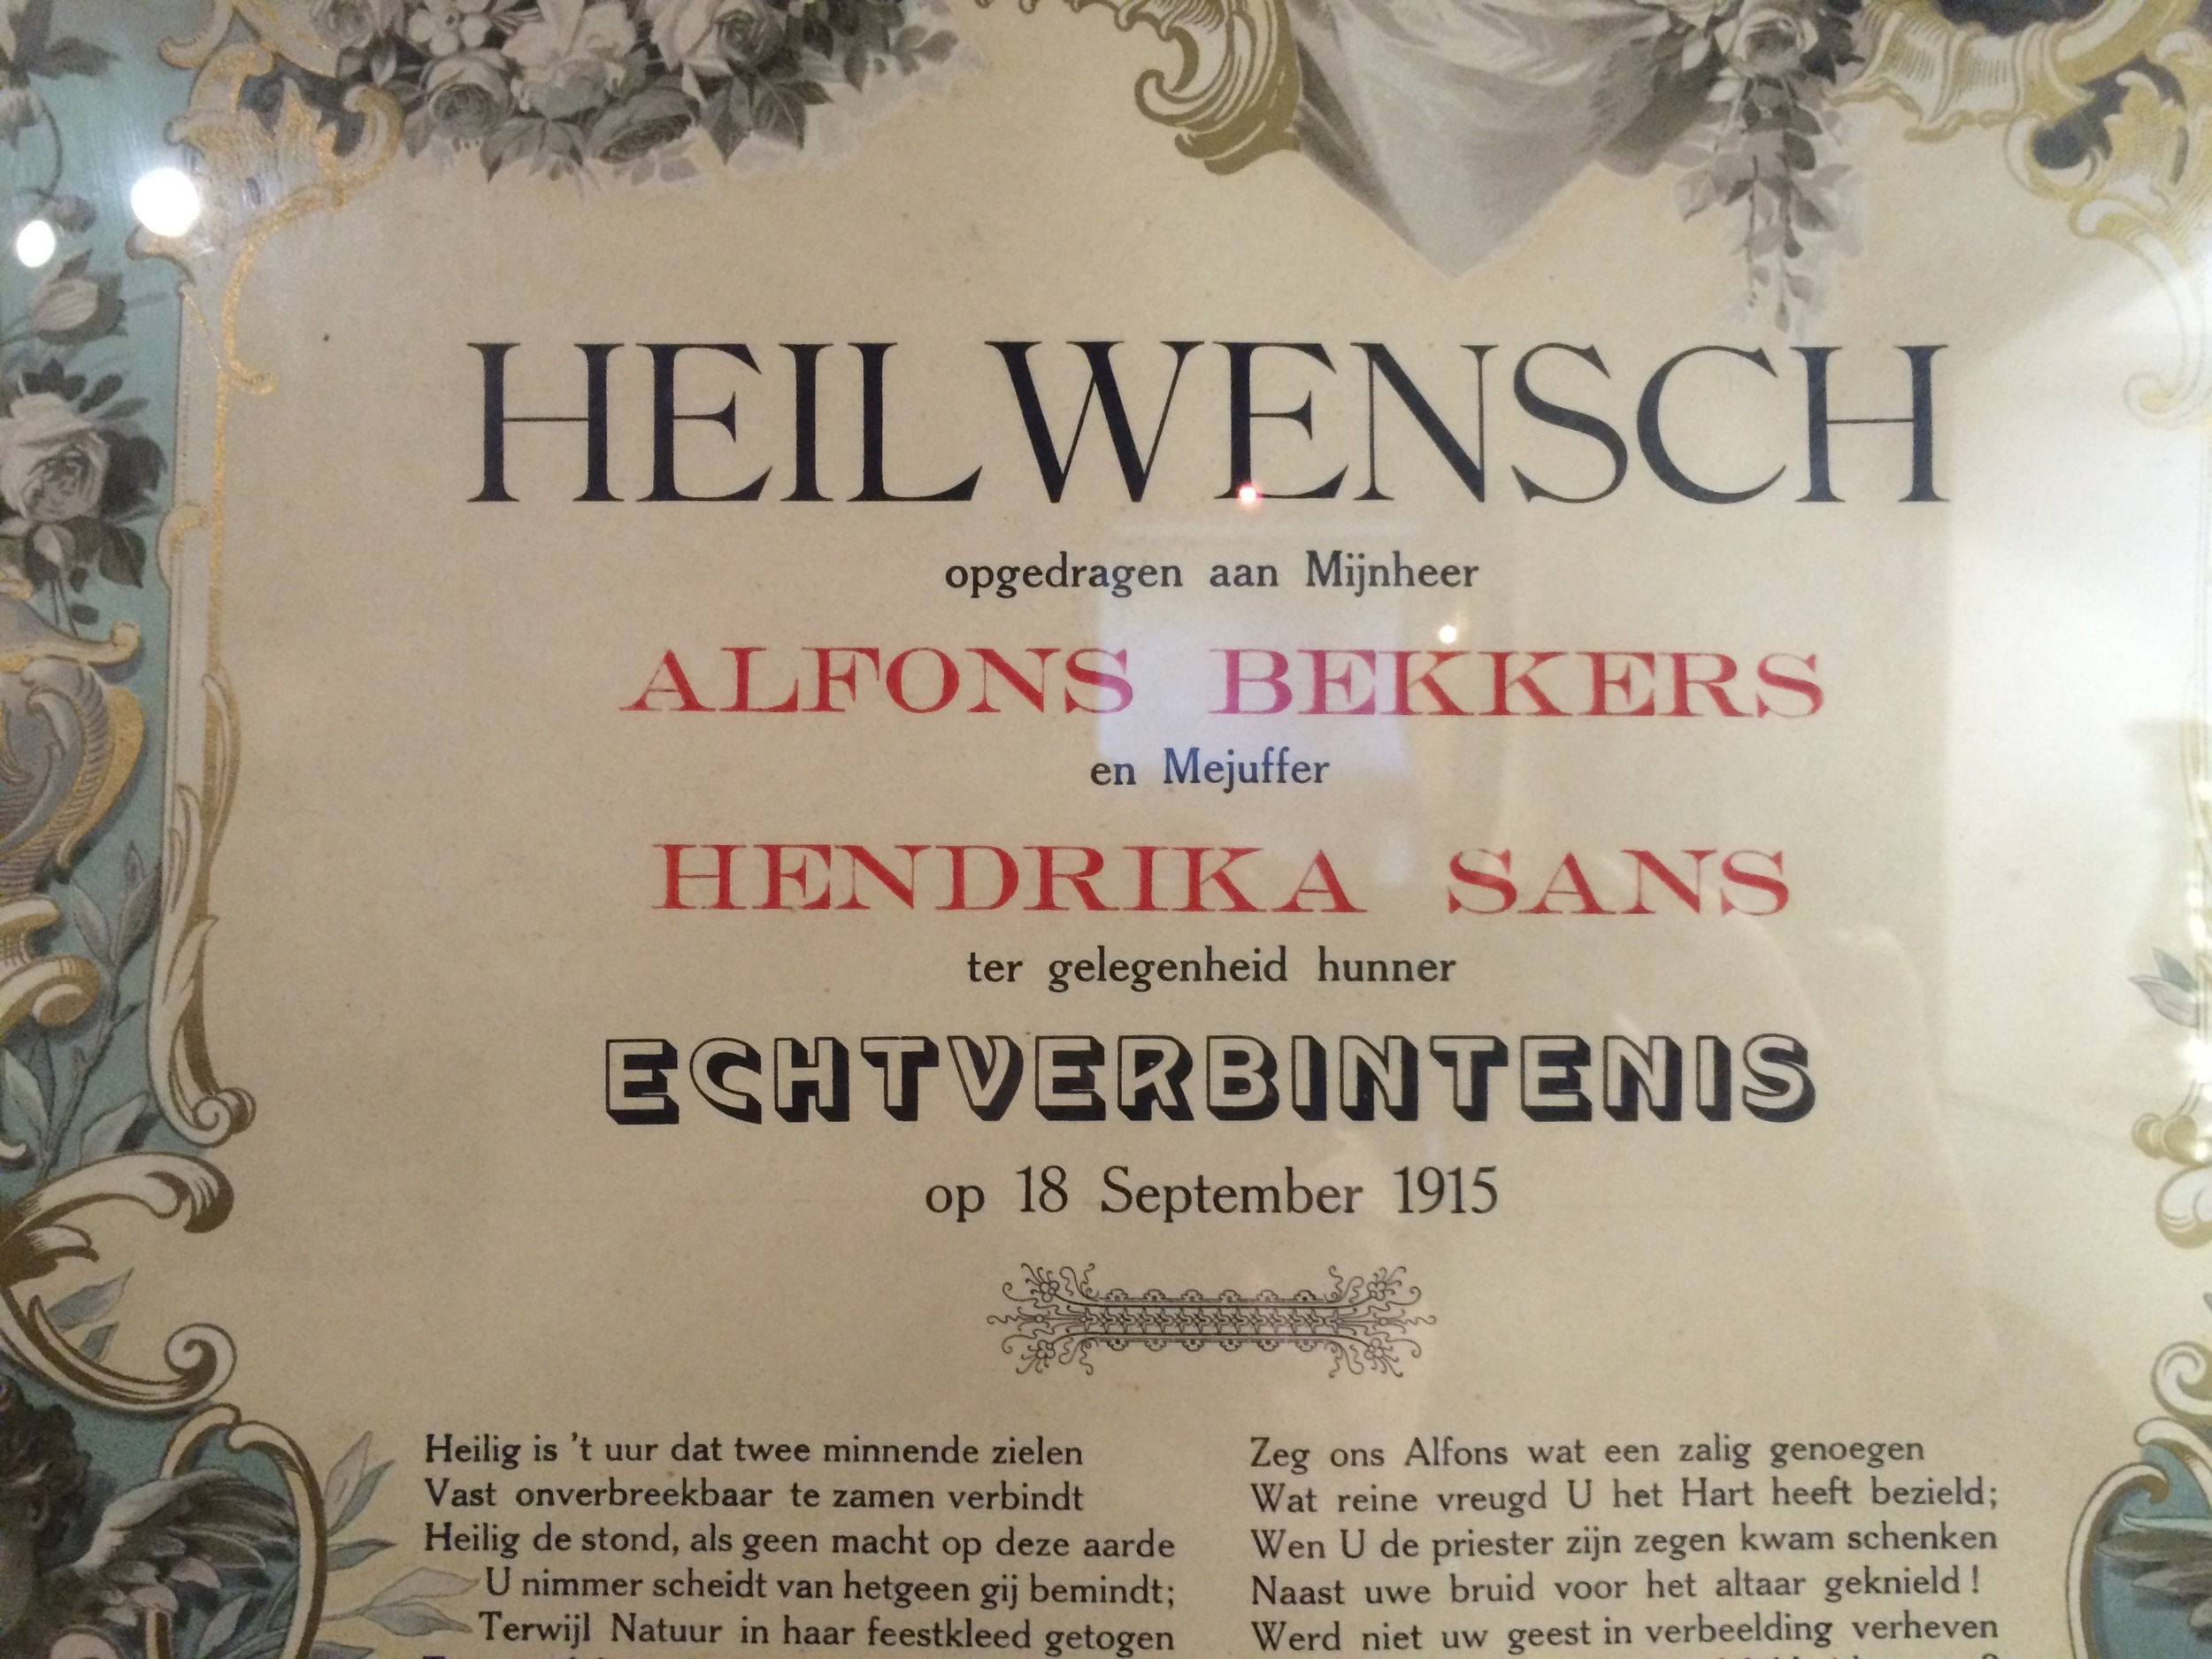 HEILWENSCH
opgedragen aan Mijnheer
ALFONS BEKKERS
en Mejuffer
HENDRIKA SANS
ter gelegenheid hunner
ECHTVERBINTENIS
op 18 September 1915
Heilig is 't uur dat twee minnende zielen
Vast onverbreekbaar te zamen verbindt
Heilig de stond, als geen macht op deze aarde
U nimmer scheidt van hetgeen gij bemindt;
Terwijl Natuur in haar feestkleed getogen
Zeg ons Alfons wat een zalig genoegen
Wat reine vreugd U het Hart heeft bezield;
Wen U de priester zijn zegen kwam schenken
Naast uwe bruid voor het altaar geknield !
Werd niet uw geest in verbeelding verheven